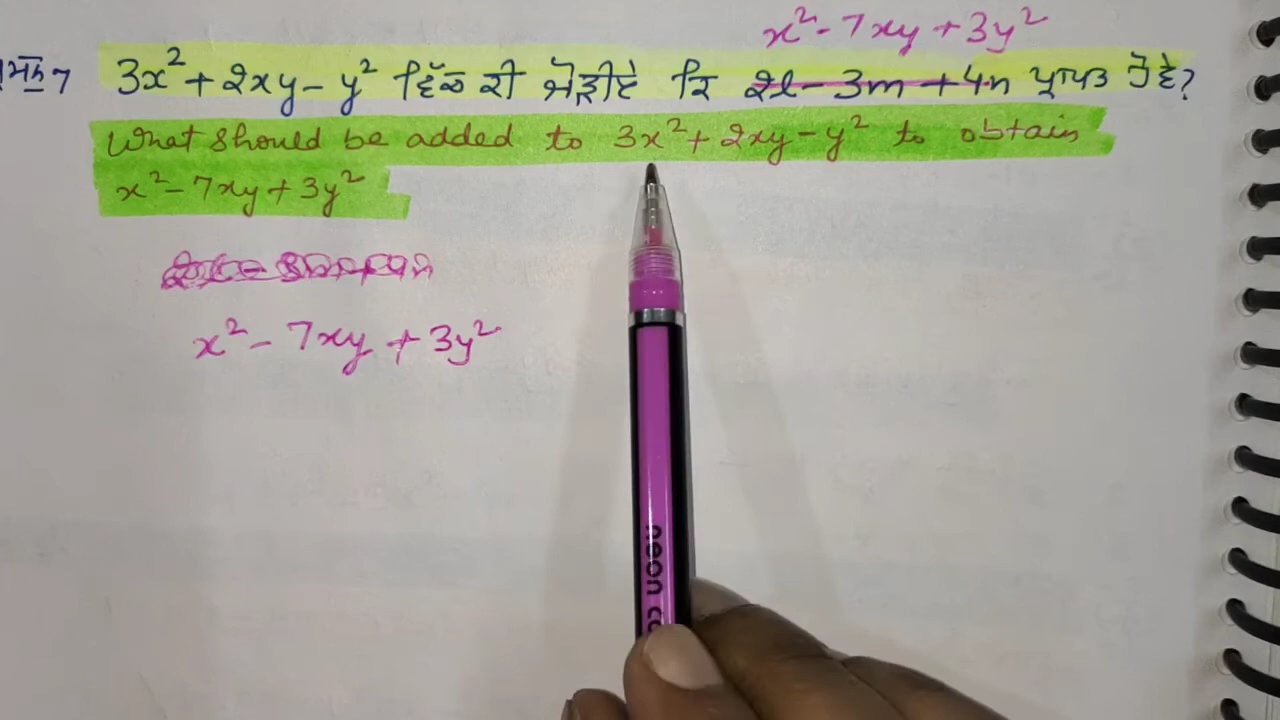 x² - 7xy + 3y²
ਪ੍ਰਸ਼ਨ 7 3x² + 2xy - y² ਵਿੱਚ ਕੀ ਜੋੜੀਏ ਕਿ 2l - 3m + 4n ਪ੍ਰਾਪਤ ਹੋਵੇ?
What should be added to 3x² + 2xy - y² to obtain
x² - 7xy + 3y²
x² - 7xy + 3y²
neon